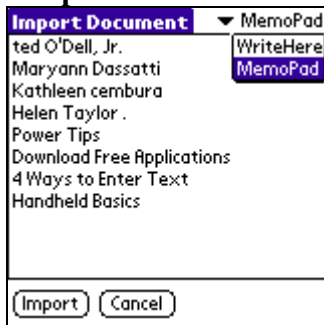 Import Document MemoPad
WriteHere
MemoPad
ted O'Dell, Jr.
Maryann Dassatti
Kathleen cembura
Helen Taylor .
Power Tips
Download Free Applications
4 Ways to Enter Text
Handheld Basics
Import Cancel